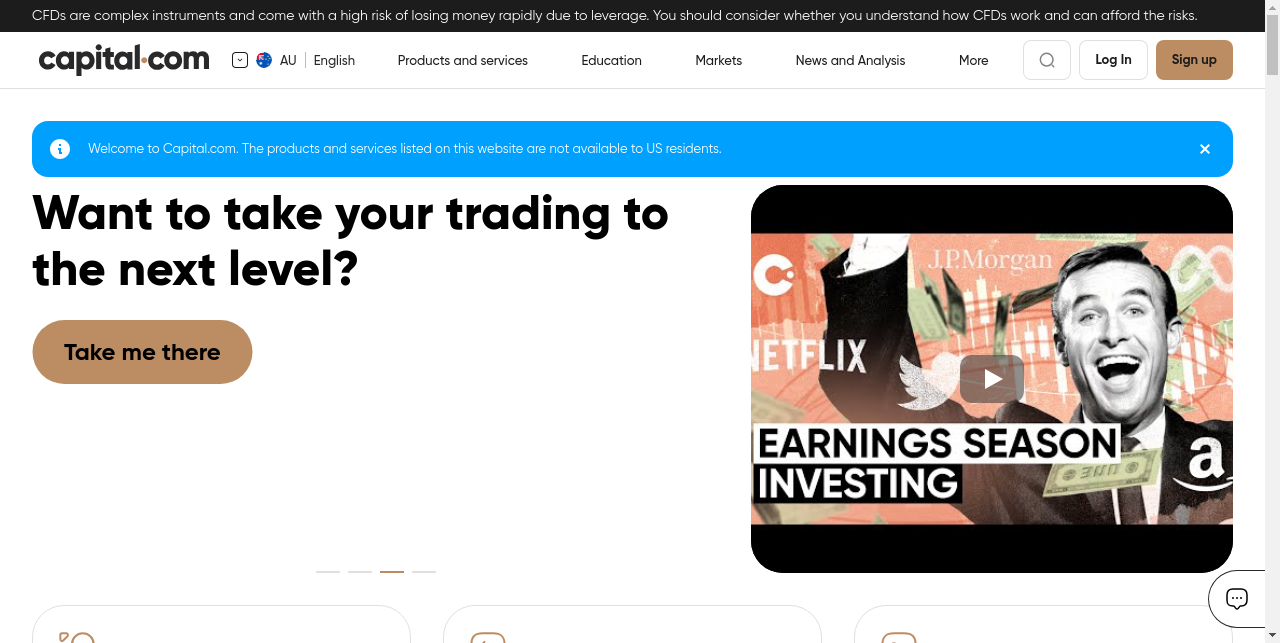 CFDs are complex instruments and come with a high risk of losing money rapidly due to leverage. You should consider whether you understand how CFDs work and can afford the risks.
capital.com AU English Products and services Education Markets News and Analysis More Log In Sign up
Welcome to Capital.com. The products and services listed on this website are not available to US residents.
Want to take your trading to
the next level?
Take me there
J.P.Morgan
NETFLIX
EARNINGS SEASON
INVESTING